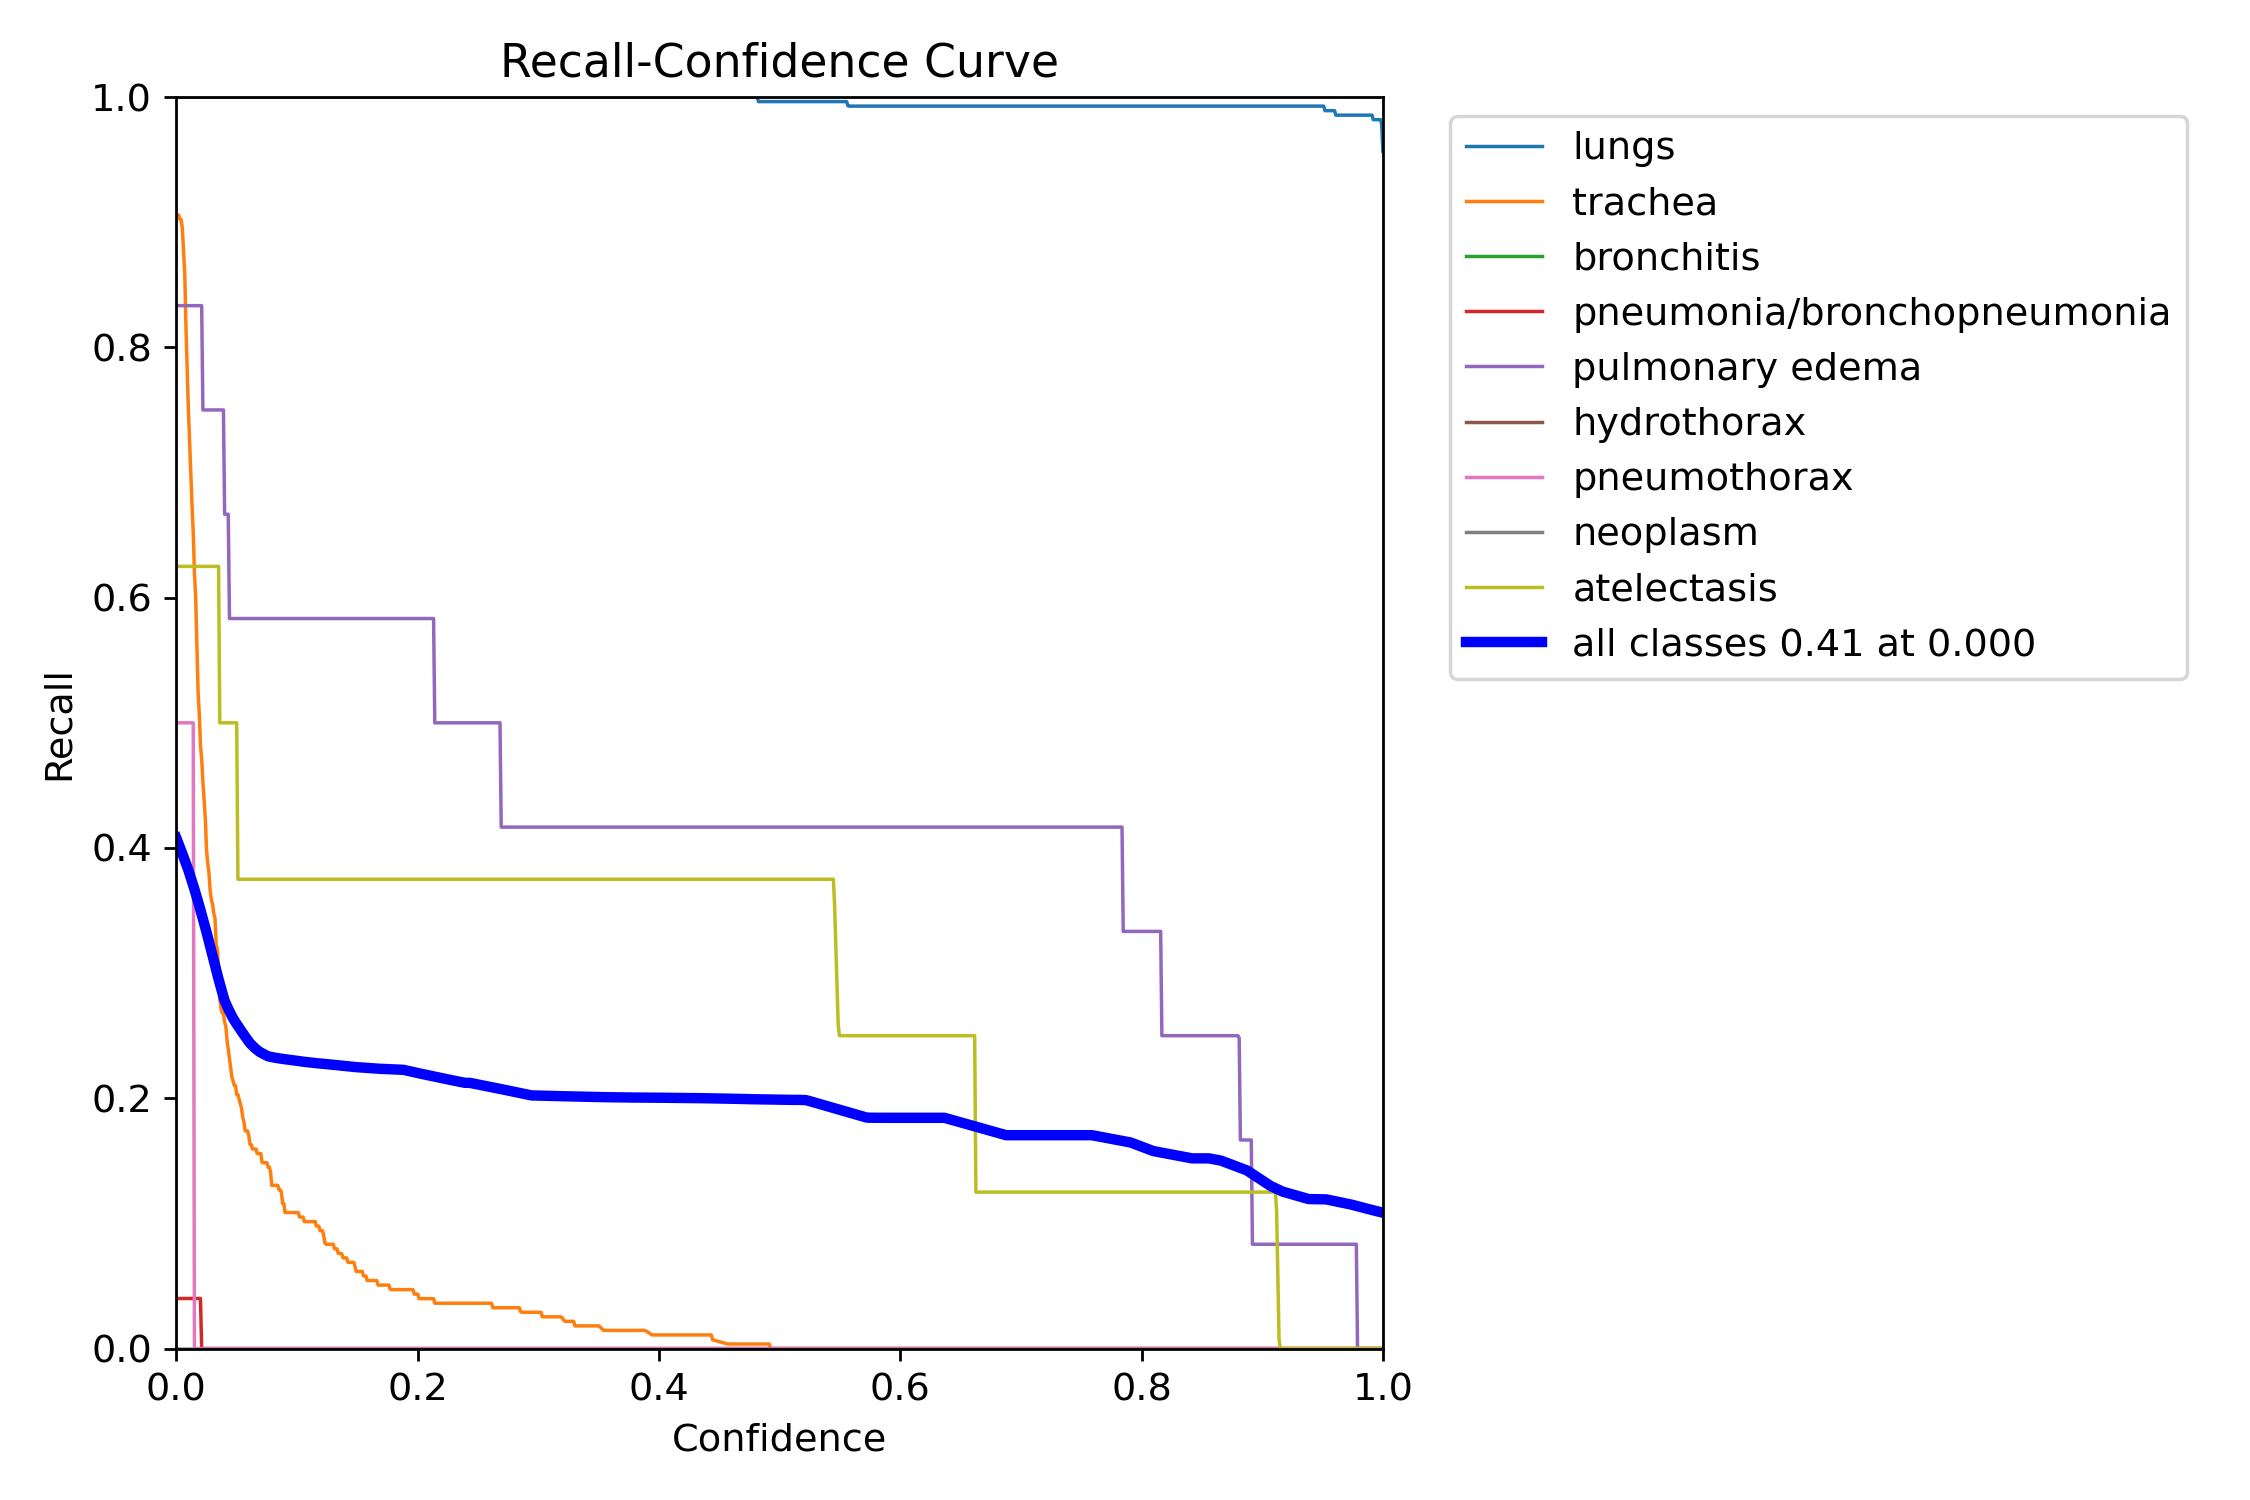 Recall-Confidence Curve
1.0
0.8
0.6
0.4
0.2
0.0
Recall
0.0 0.2 0.4 0.6 0.8 1.0
Confidence
lungs
trachea
bronchitis
pneumonia/bronchopneumonia
pulmonary edema
hydrothorax
pneumothorax
neoplasm
atelectasis
all classes 0.41 at 0.000